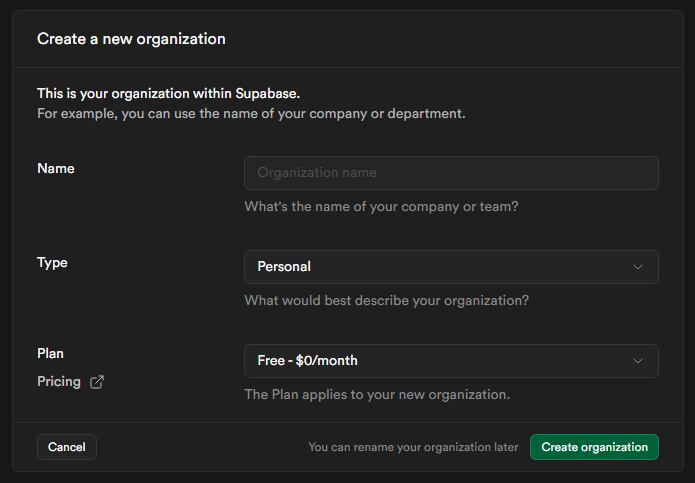 Create a new organization
This is your organization within Supabase.
For example, you can use the name of your company or department.
Name
Organization name
What's the name of your company or team?
Type
Personal
What would best describe your organization?
Plan
Pricing
Free - $0/month
The Plan applies to your new organization.
Cancel
You can rename your organization later
Create organization